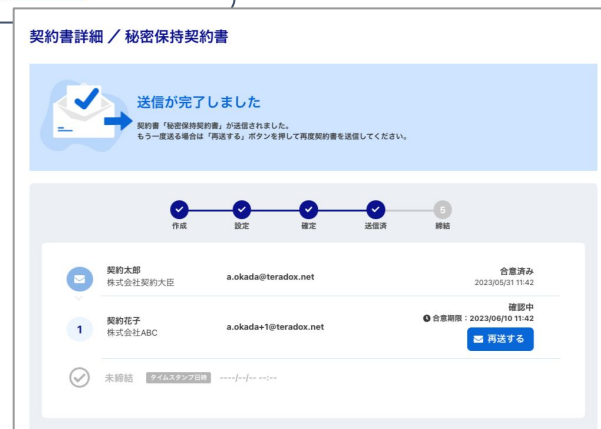 契約書詳細 ／ 秘密保持契約書
送信が完了しました
契約書「秘密保持契約書」が送信されました。
もう一度送る場合は「再送する」ボタンを押して再度契約書を送信してください。
5
作成 設定 確定 送信済 締結
契約太郎
株式会社契約大臣
a.okada@teradox.net
合意済み
2023/05/31 11:42
1
契約花子
株式会社ABC
a.okada+1@teradox.net
確認中
合意期限：2023/06/10 11:42
再送する
未締結 タイムスタンプ日時 ----/--/-- --:--